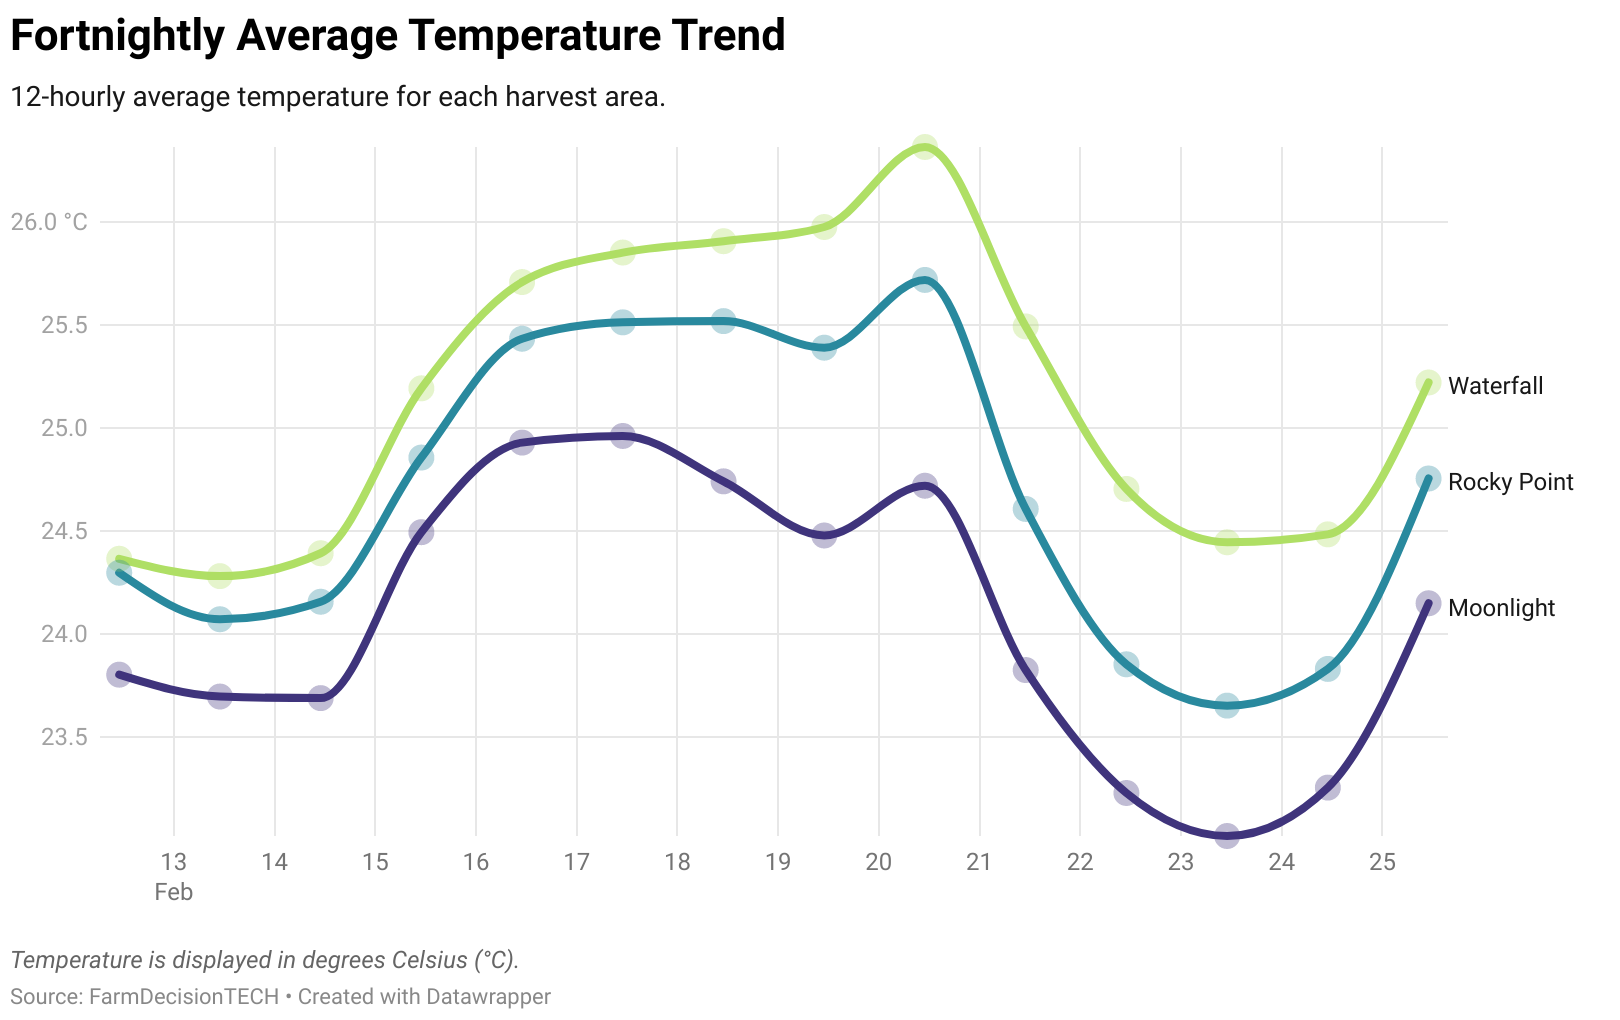 Fortnightly Average Temperature Trend
12-hourly average temperature for each harvest area.
26.0 °C
25.5
25.0
24.5
24.0
23.5
Waterfall
Rocky Point
Moonlight
13 14 15 16 17 18 19 20 21 22 23 24 25
Feb
Temperature is displayed in degrees Celsius (°C).
Source: FarmDecisionTECH • Created with Datawrapper